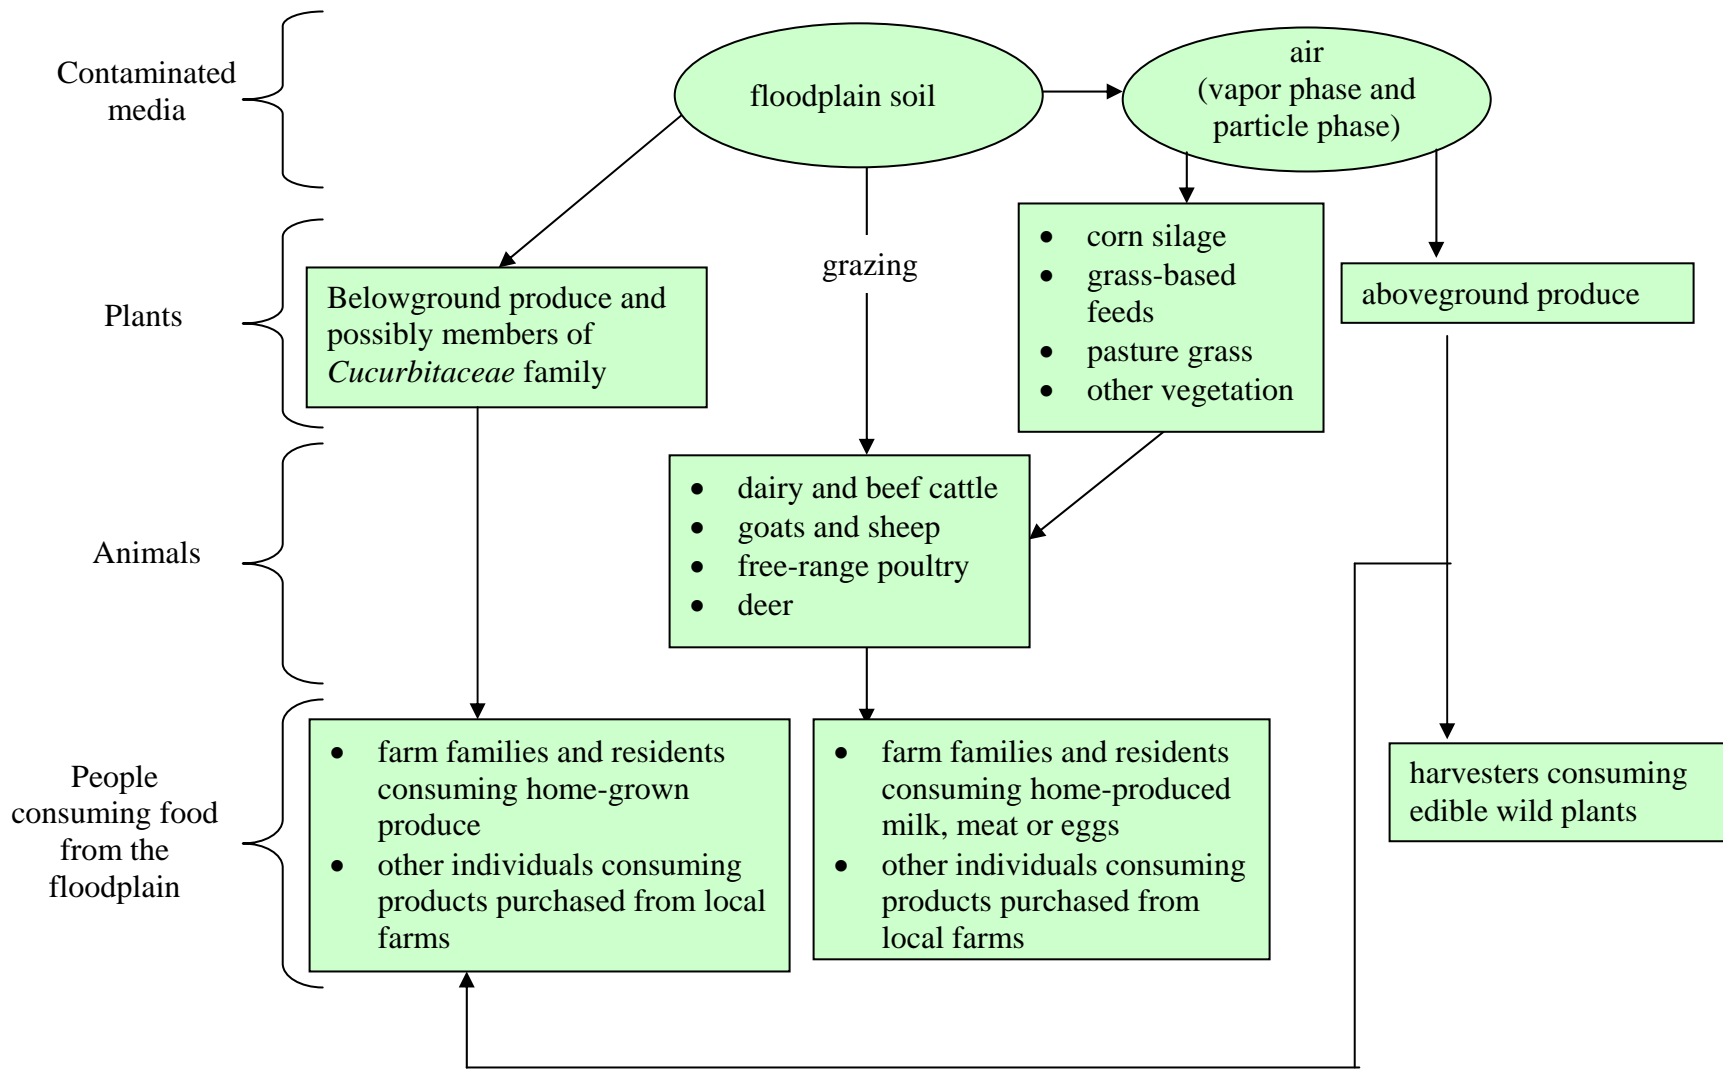 Contaminated
media
floodplain soil
air
(vapor phase and
particle phase)
Plants
Belowground produce and
possibly members of
Cucurbitaceae family
grazing
• corn silage
• grass-based
feeds
• pasture grass
• other vegetation
aboveground produce
Animals
• dairy and beef cattle
• goats and sheep
• free-range poultry
• deer
People
consuming food
from the
floodplain
• farm families and residents
consuming home-grown
produce
• other individuals consuming
products purchased from local
farms
• farm families and residents
consuming home-produced
milk, meat or eggs
• other individuals consuming
products purchased from
local farms
harvesters consuming
edible wild plants